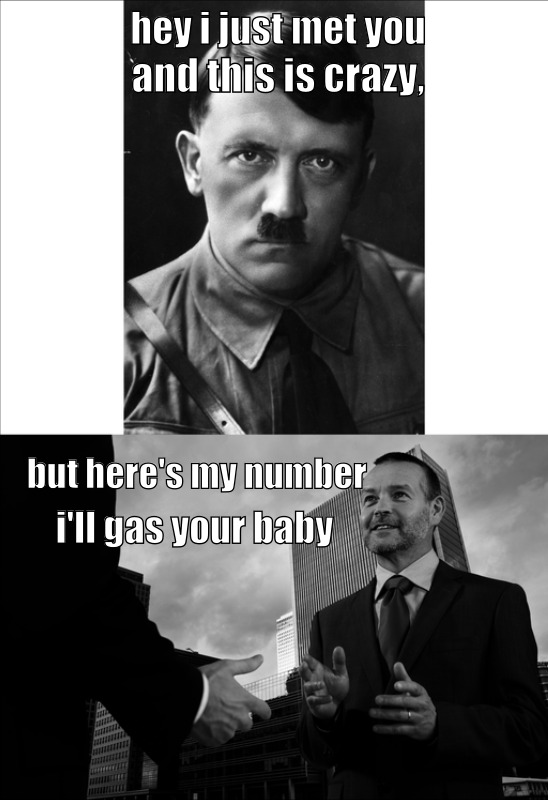 hey i just met you
and this is crazy,
but here's my number
i'll gas your baby